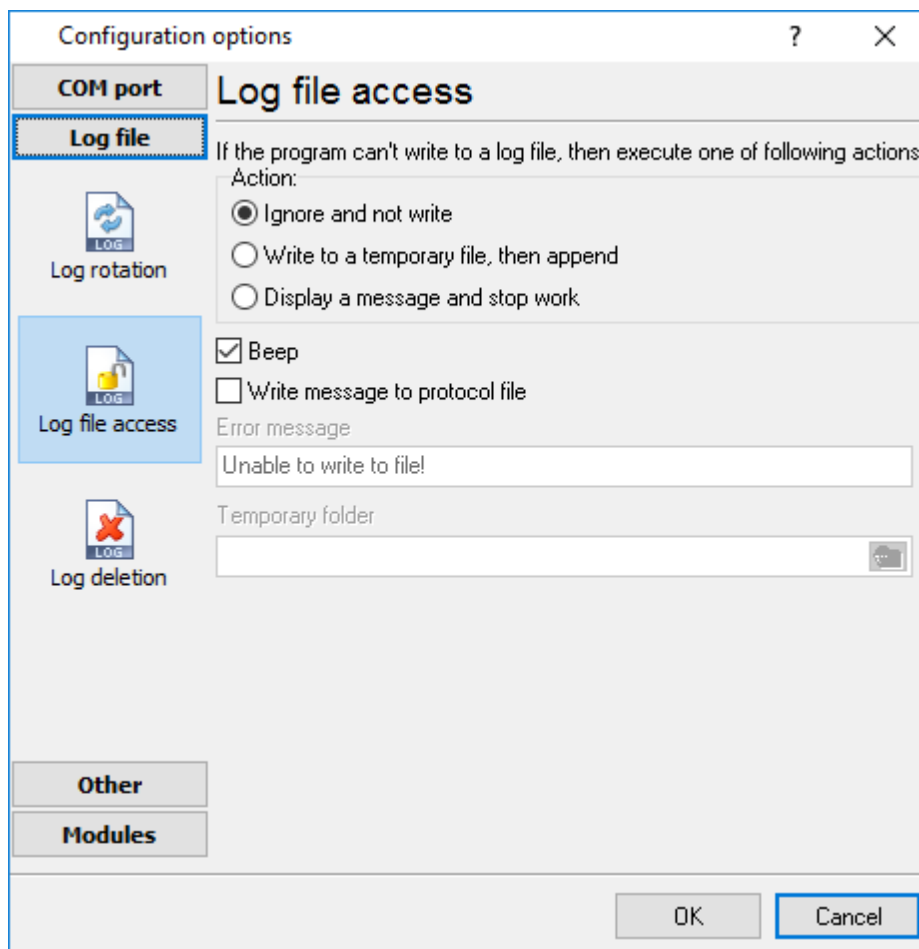 Configuration options
?
COM port
Log file
LOG
Log rotation
LOG
Log file access
LOG
Log deletion
Other
Modules
Log file access
If the program can't write to a log file, then execute one of following actions
Action:
Ignore and not write
Write to a temporary file, then append
Display a message and stop work
Beep
Write message to protocol file
Error message
Unable to write to file!
Temporary folder
OK
Cancel